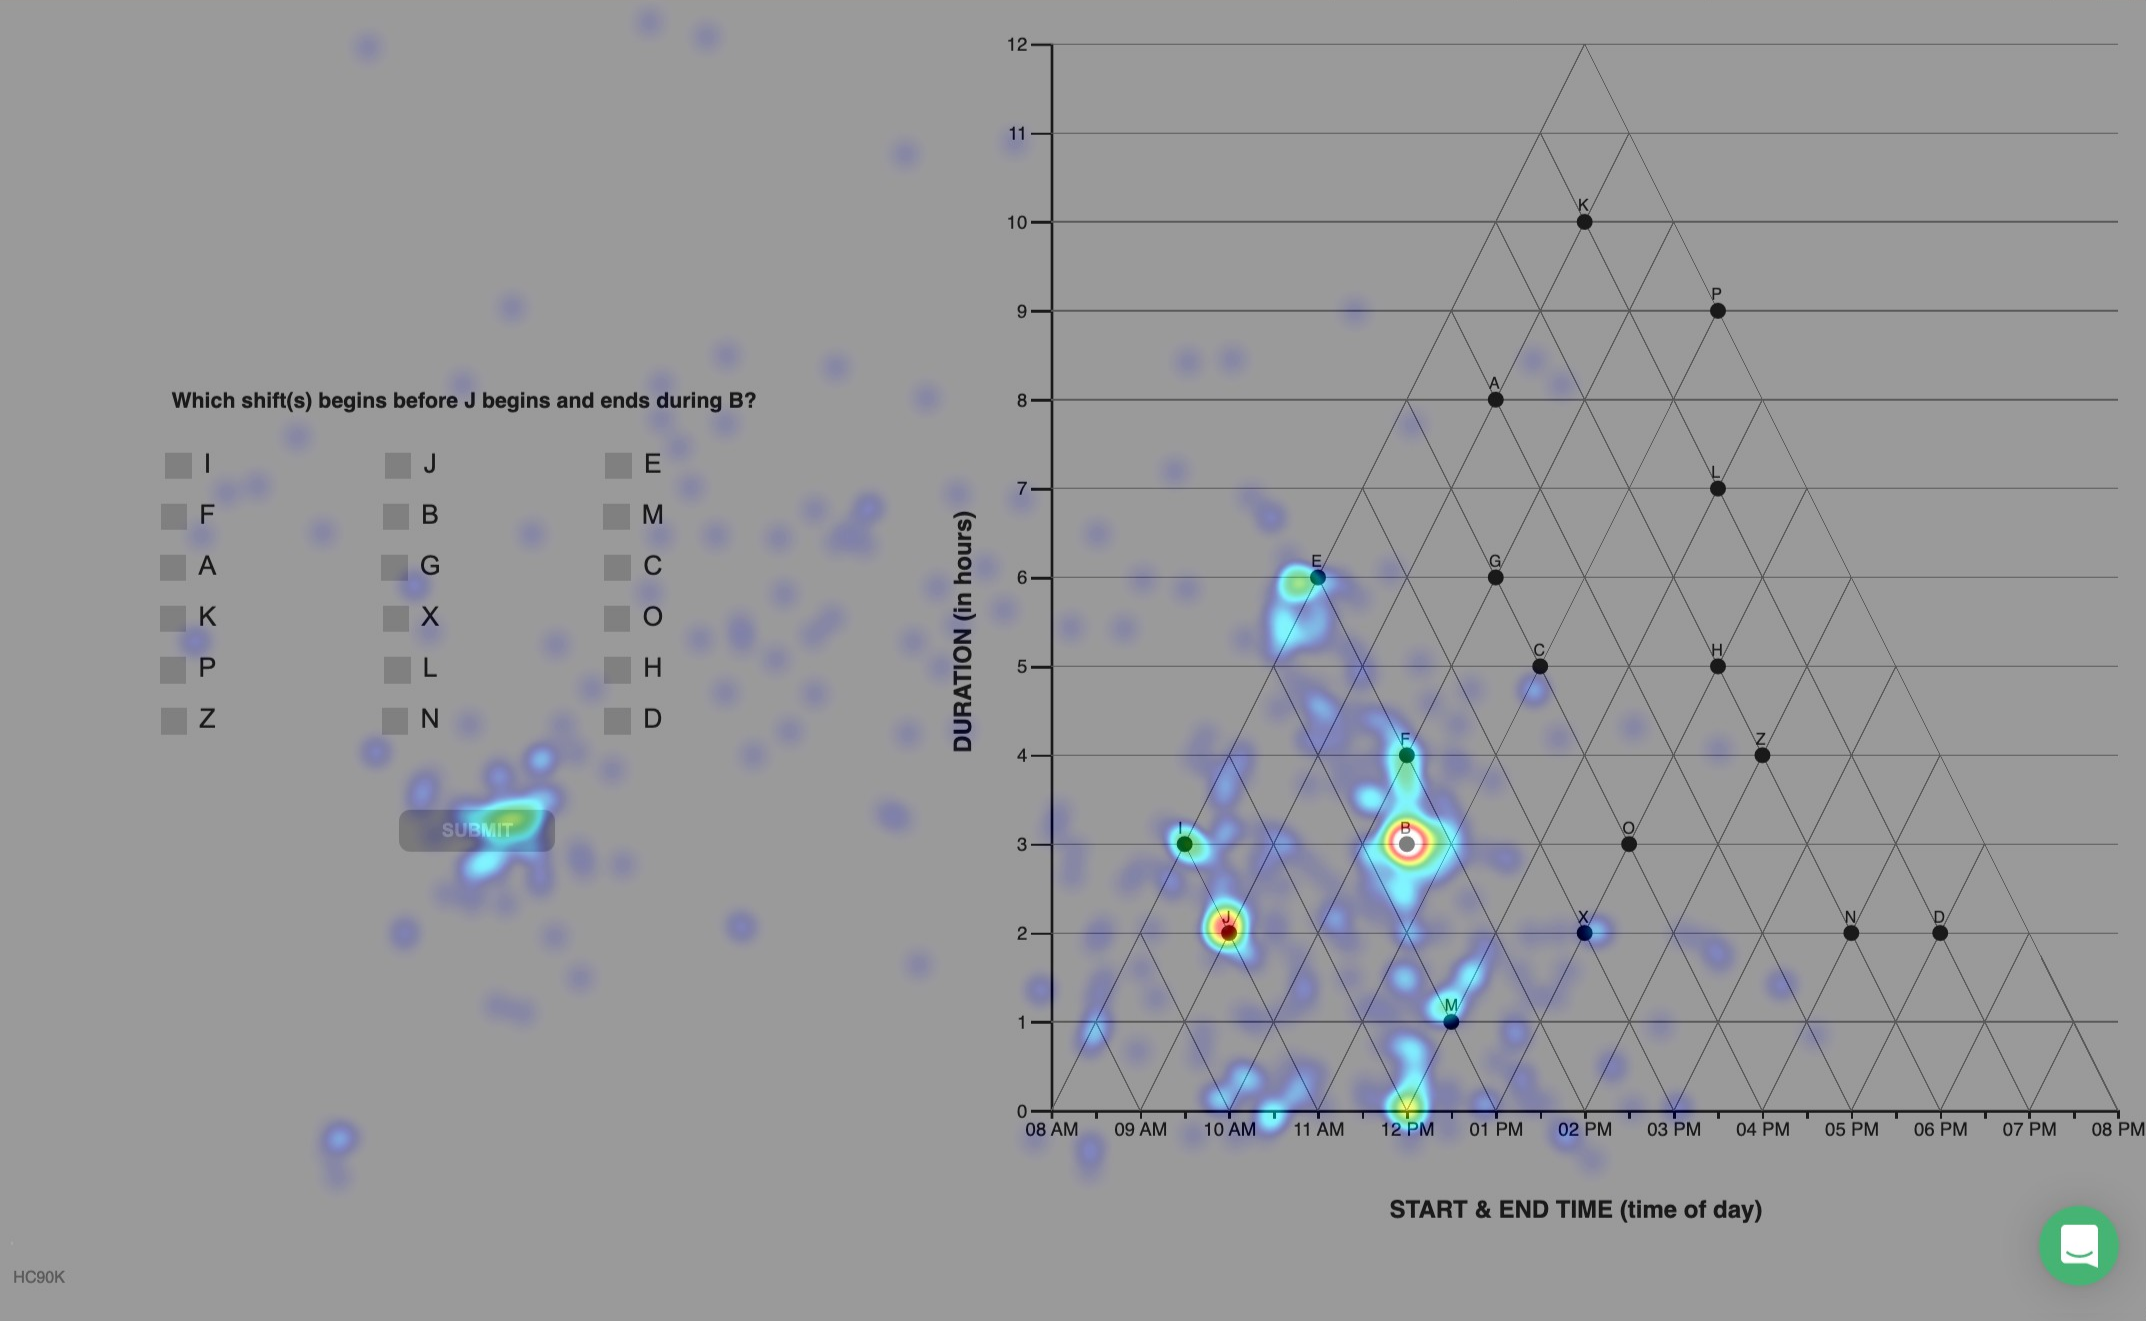 Which shift(s) begins before J begins and ends during B?
I J E
F B M
A G C
K X O
P L H
Z N D
SUBMIT
HC90K
12
11
10
9
8
7
6
5
4
3
2
1
0
DURATION (in hours)
K
P
A
L
E
G
C
H
F
Z
I
B
O
J
X
N
D
M
08 AM 09 AM 10 AM 11 AM 12 PM 01 PM 02 PM 03 PM 04 PM 05 PM 06 PM 07 PM 08 PM
START & END TIME (time of day)